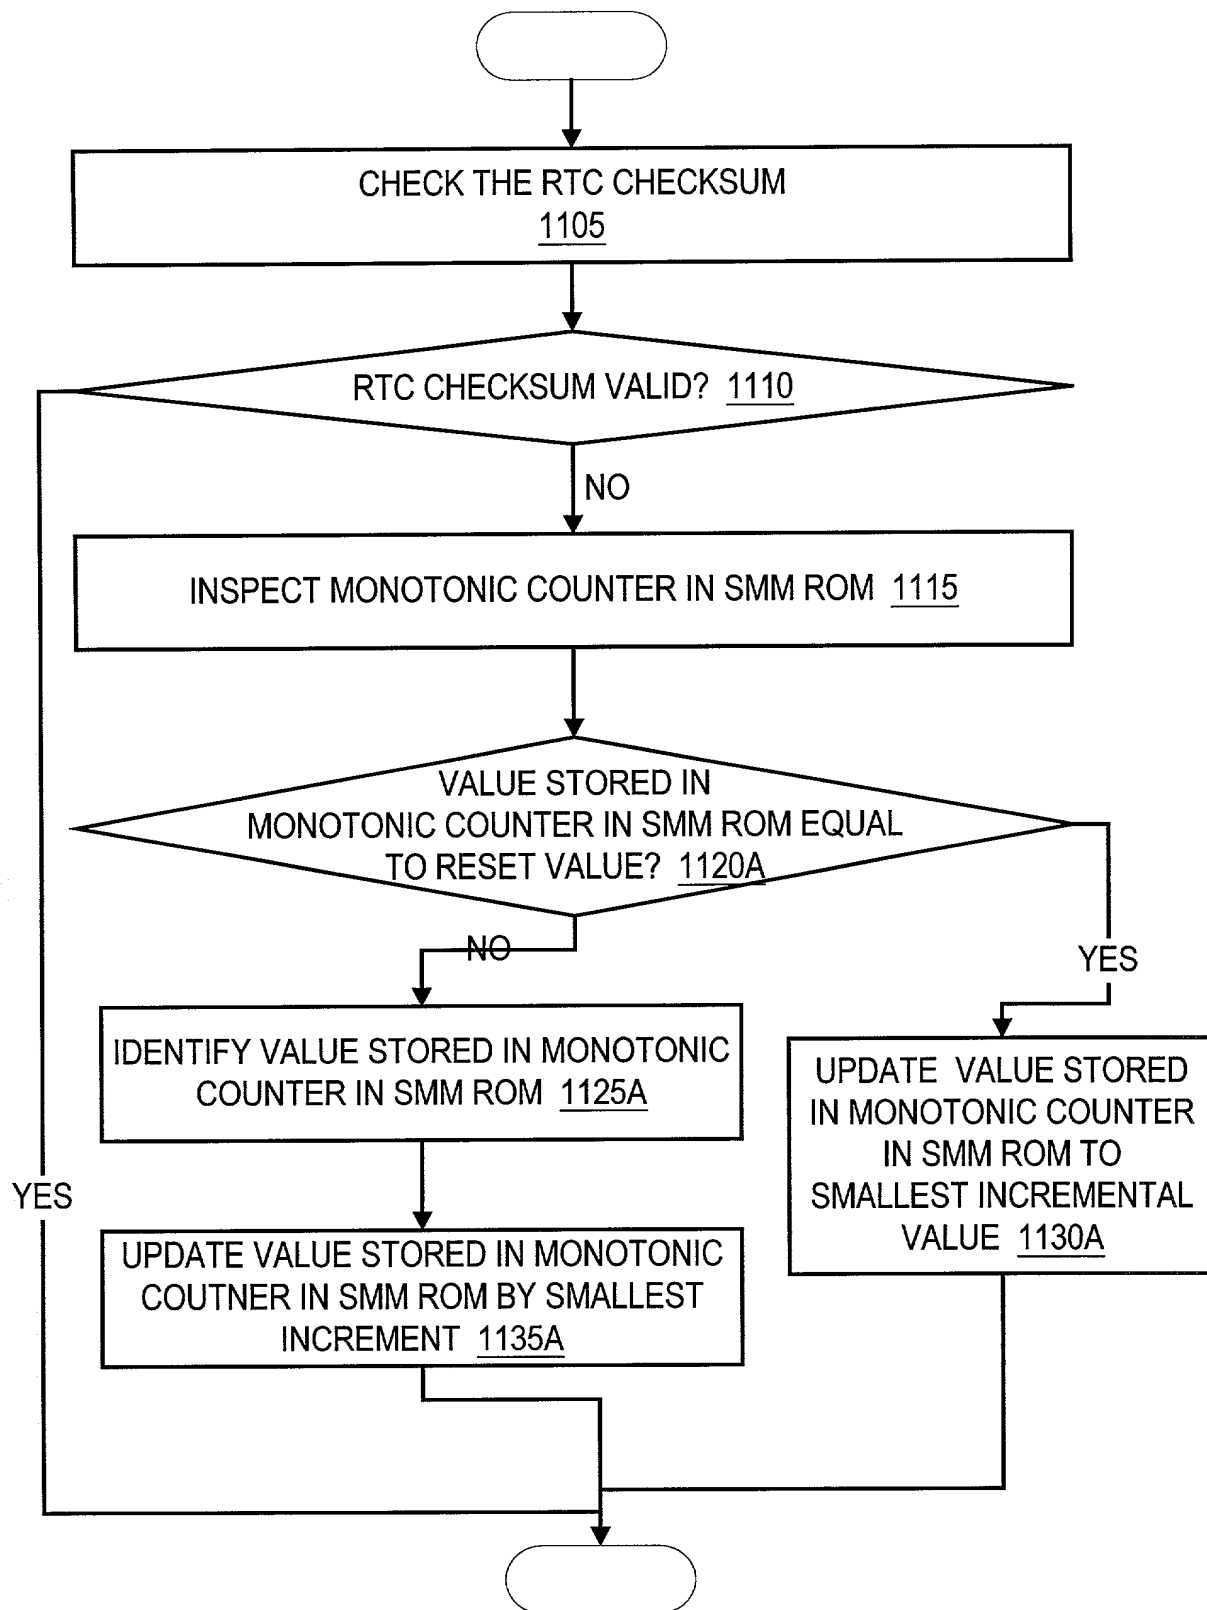 CHECK THE RTC CHECKSUM
1105
RTC CHECKSUM VALID? 1110
NO
INSPECT MONOTONIC COUNTER IN SMM ROM 1115
VALUE STORED IN
MONOTONIC COUNTER IN SMM ROM EQUAL
TO RESET VALUE? 1120A
NO
YES
IDENTIFY VALUE STORED IN MONOTONIC
COUNTER IN SMM ROM 1125A
UPDATE VALUE STORED
IN MONOTONIC COUNTER
IN SMM ROM TO
SMALLEST INCREMENTAL
VALUE 1130A
YES
UPDATE VALUE STORED IN MONOTONIC
COUTNER IN SMM ROM BY SMALLEST
INCREMENT 1135A